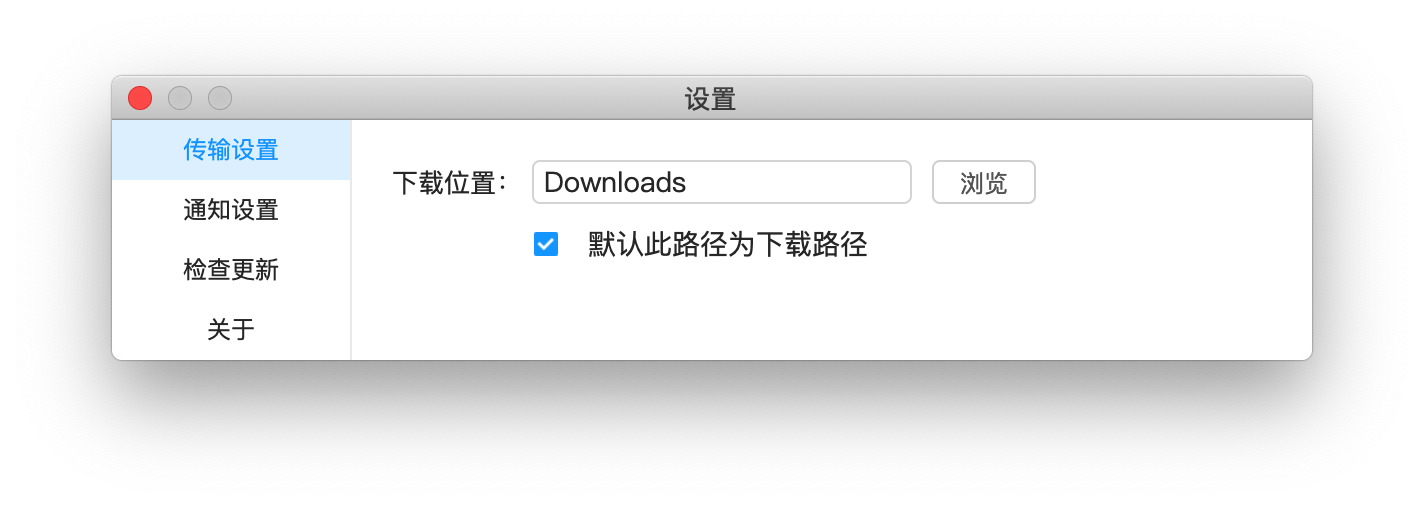 设置
传输设置
通知设置
检查更新
关于
下载位置： Downloads 浏览
默认此路径为下载路径